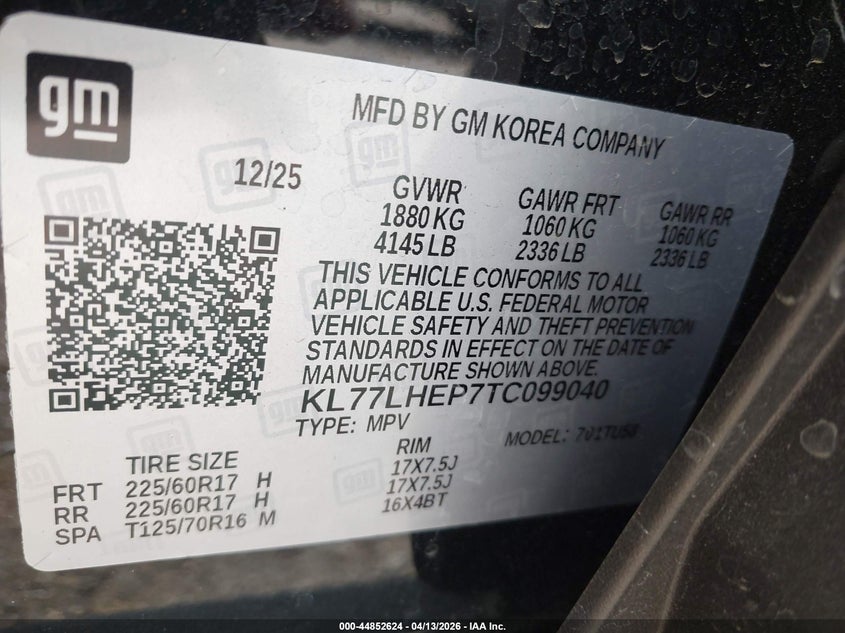 gm
MFD BY GM KOREA COMPANY
12/25
GVWR GAWR FRT GAWR RR
1880 KG 1060 KG 1060 KG
4145 LB 2336 LB 2336 LB
THIS VEHICLE CONFORMS TO ALL
APPLICABLE U.S. FEDERAL MOTOR
VEHICLE SAFETY AND THEFT PREVENTION
STANDARDS IN EFFECT ON THE DATE OF
MANUFACTURE SHOWN ABOVE.
KL77LHEP7TC099040
TYPE: MPV MODEL:
TIRE SIZE RIM
FRT 225/60R17 H 17X7.5J
RR 225/60R17 H 17X7.5J
SPA T125/70R16 M 16X4BT
000-44852624 - 04/13/2026 - IAA Inc.